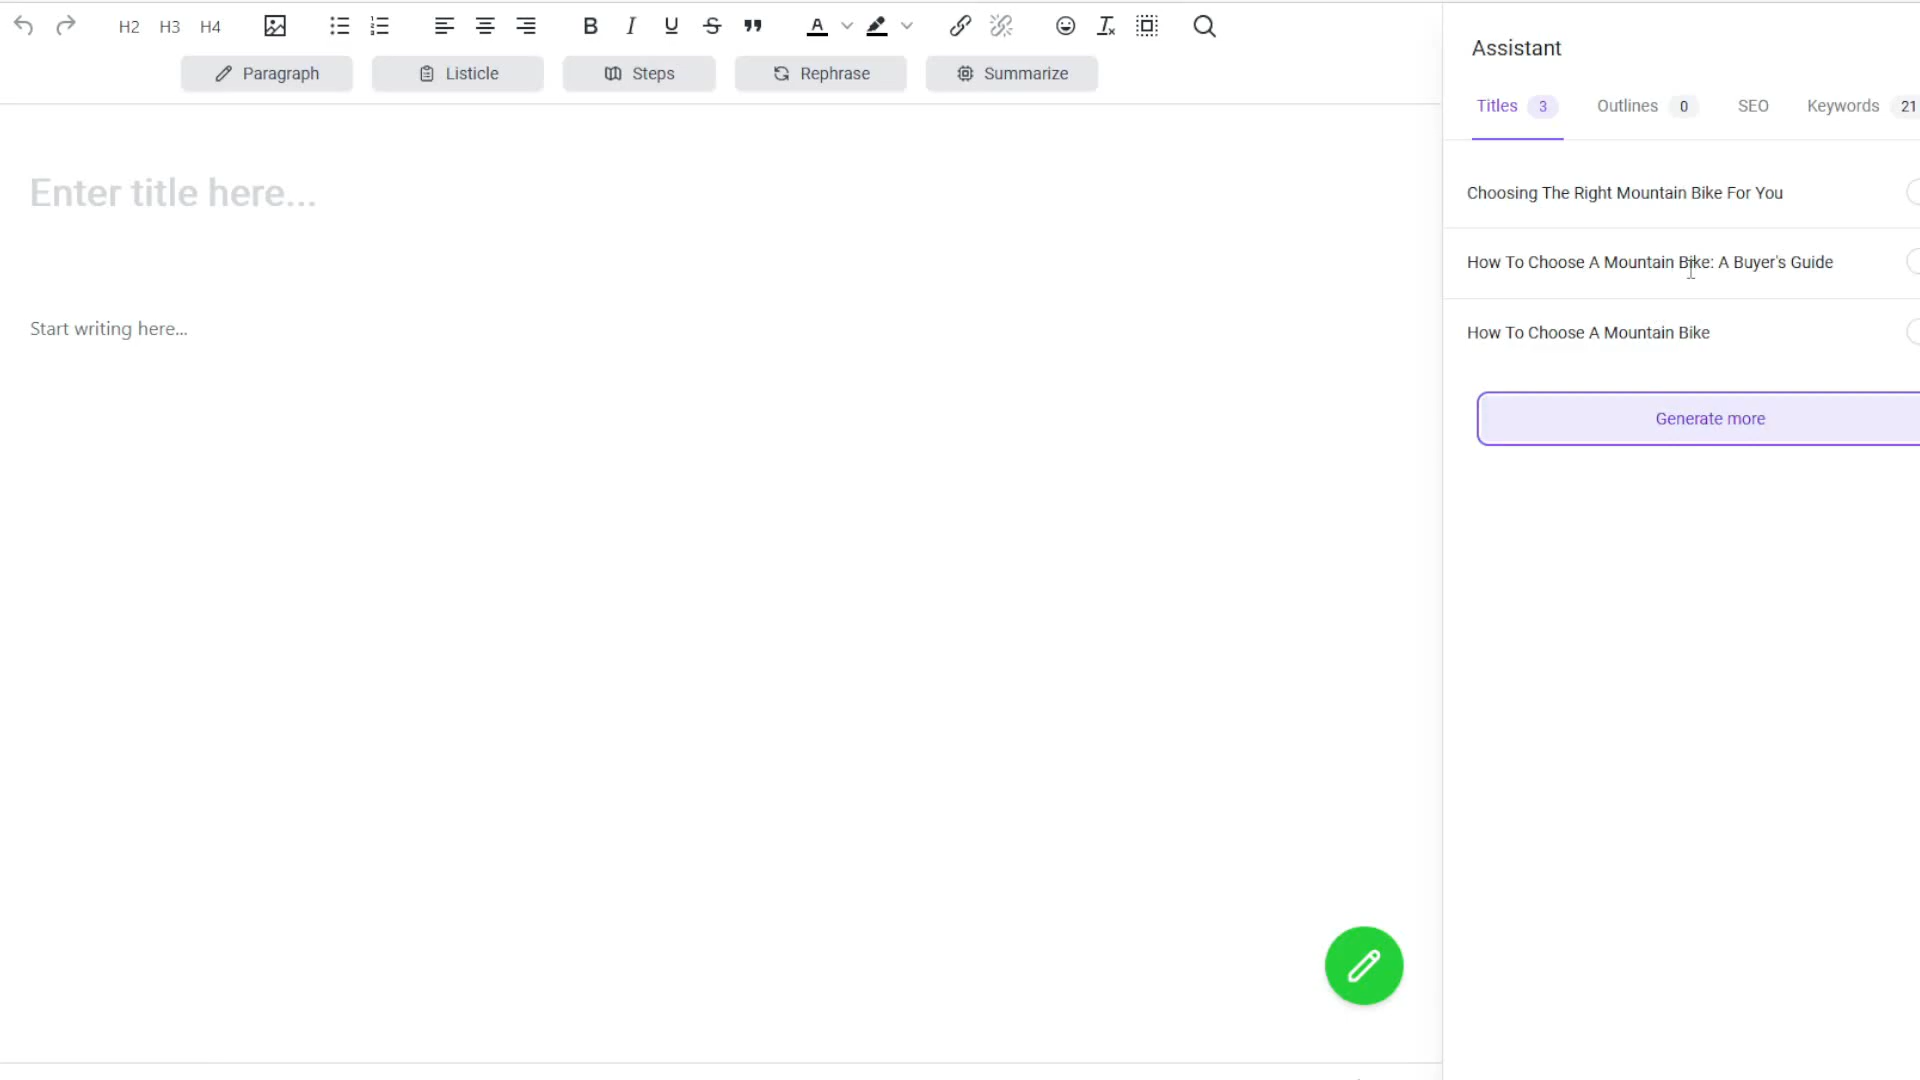 H2 H3 H4 B I U S A
Paragraph Listicle Steps Rephrase Summarize
Enter title here...
Start writing here...
Assistant
Titles 3 Outlines 0 SEO Keywords 21
Choosing The Right Mountain Bike For You
How To Choose A Mountain Bike: A Buyer's Guide
How To Choose A Mountain Bike
Generate more